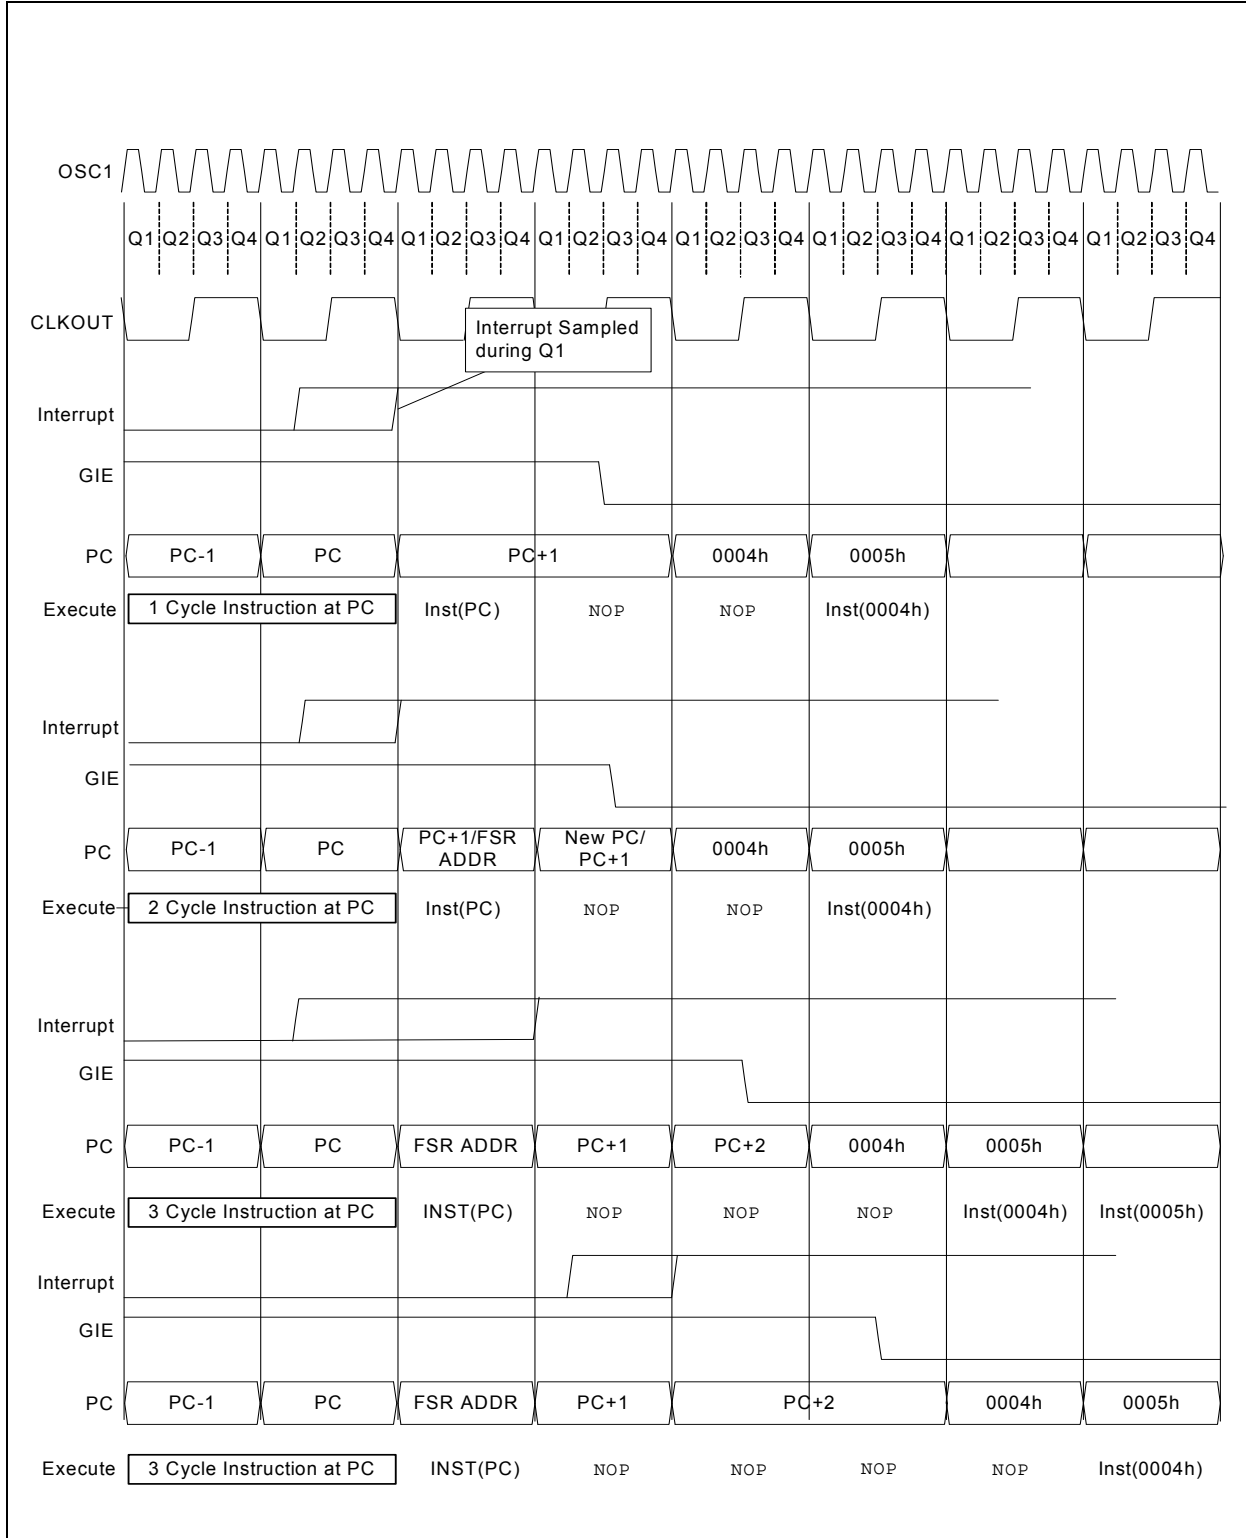 OSC1
Q1 Q2 Q3 Q4 Q1 Q2 Q3 Q4 Q1 Q2 Q3 Q4 Q1 Q2 Q3 Q4 Q1 Q2 Q3 Q4 Q1 Q2 Q3 Q4 Q1 Q2 Q3 Q4 Q1 Q2 Q3 Q4
CLKOUT
Interrupt Sampled
during Q1
Interrupt
GIE
PC PC-1 PC PC+1 0004h 0005h
Execute 1 Cycle Instruction at PC Inst(PC) NOP NOP Inst(0004h)
Interrupt
GIE
PC PC-1 PC PC+1/FSR ADDR New PC/ PC+1 0004h 0005h
Execute 2 Cycle Instruction at PC Inst(PC) NOP NOP Inst(0004h)
Interrupt
GIE
PC PC-1 PC FSR ADDR PC+1 PC+2 0004h 0005h
Execute 3 Cycle Instruction at PC INST(PC) NOP NOP NOP Inst(0004h) Inst(0005h)
Interrupt
GIE
PC PC-1 PC FSR ADDR PC+1 PC+2 0004h 0005h
Execute 3 Cycle Instruction at PC INST(PC) NOP NOP NOP NOP Inst(0004h)